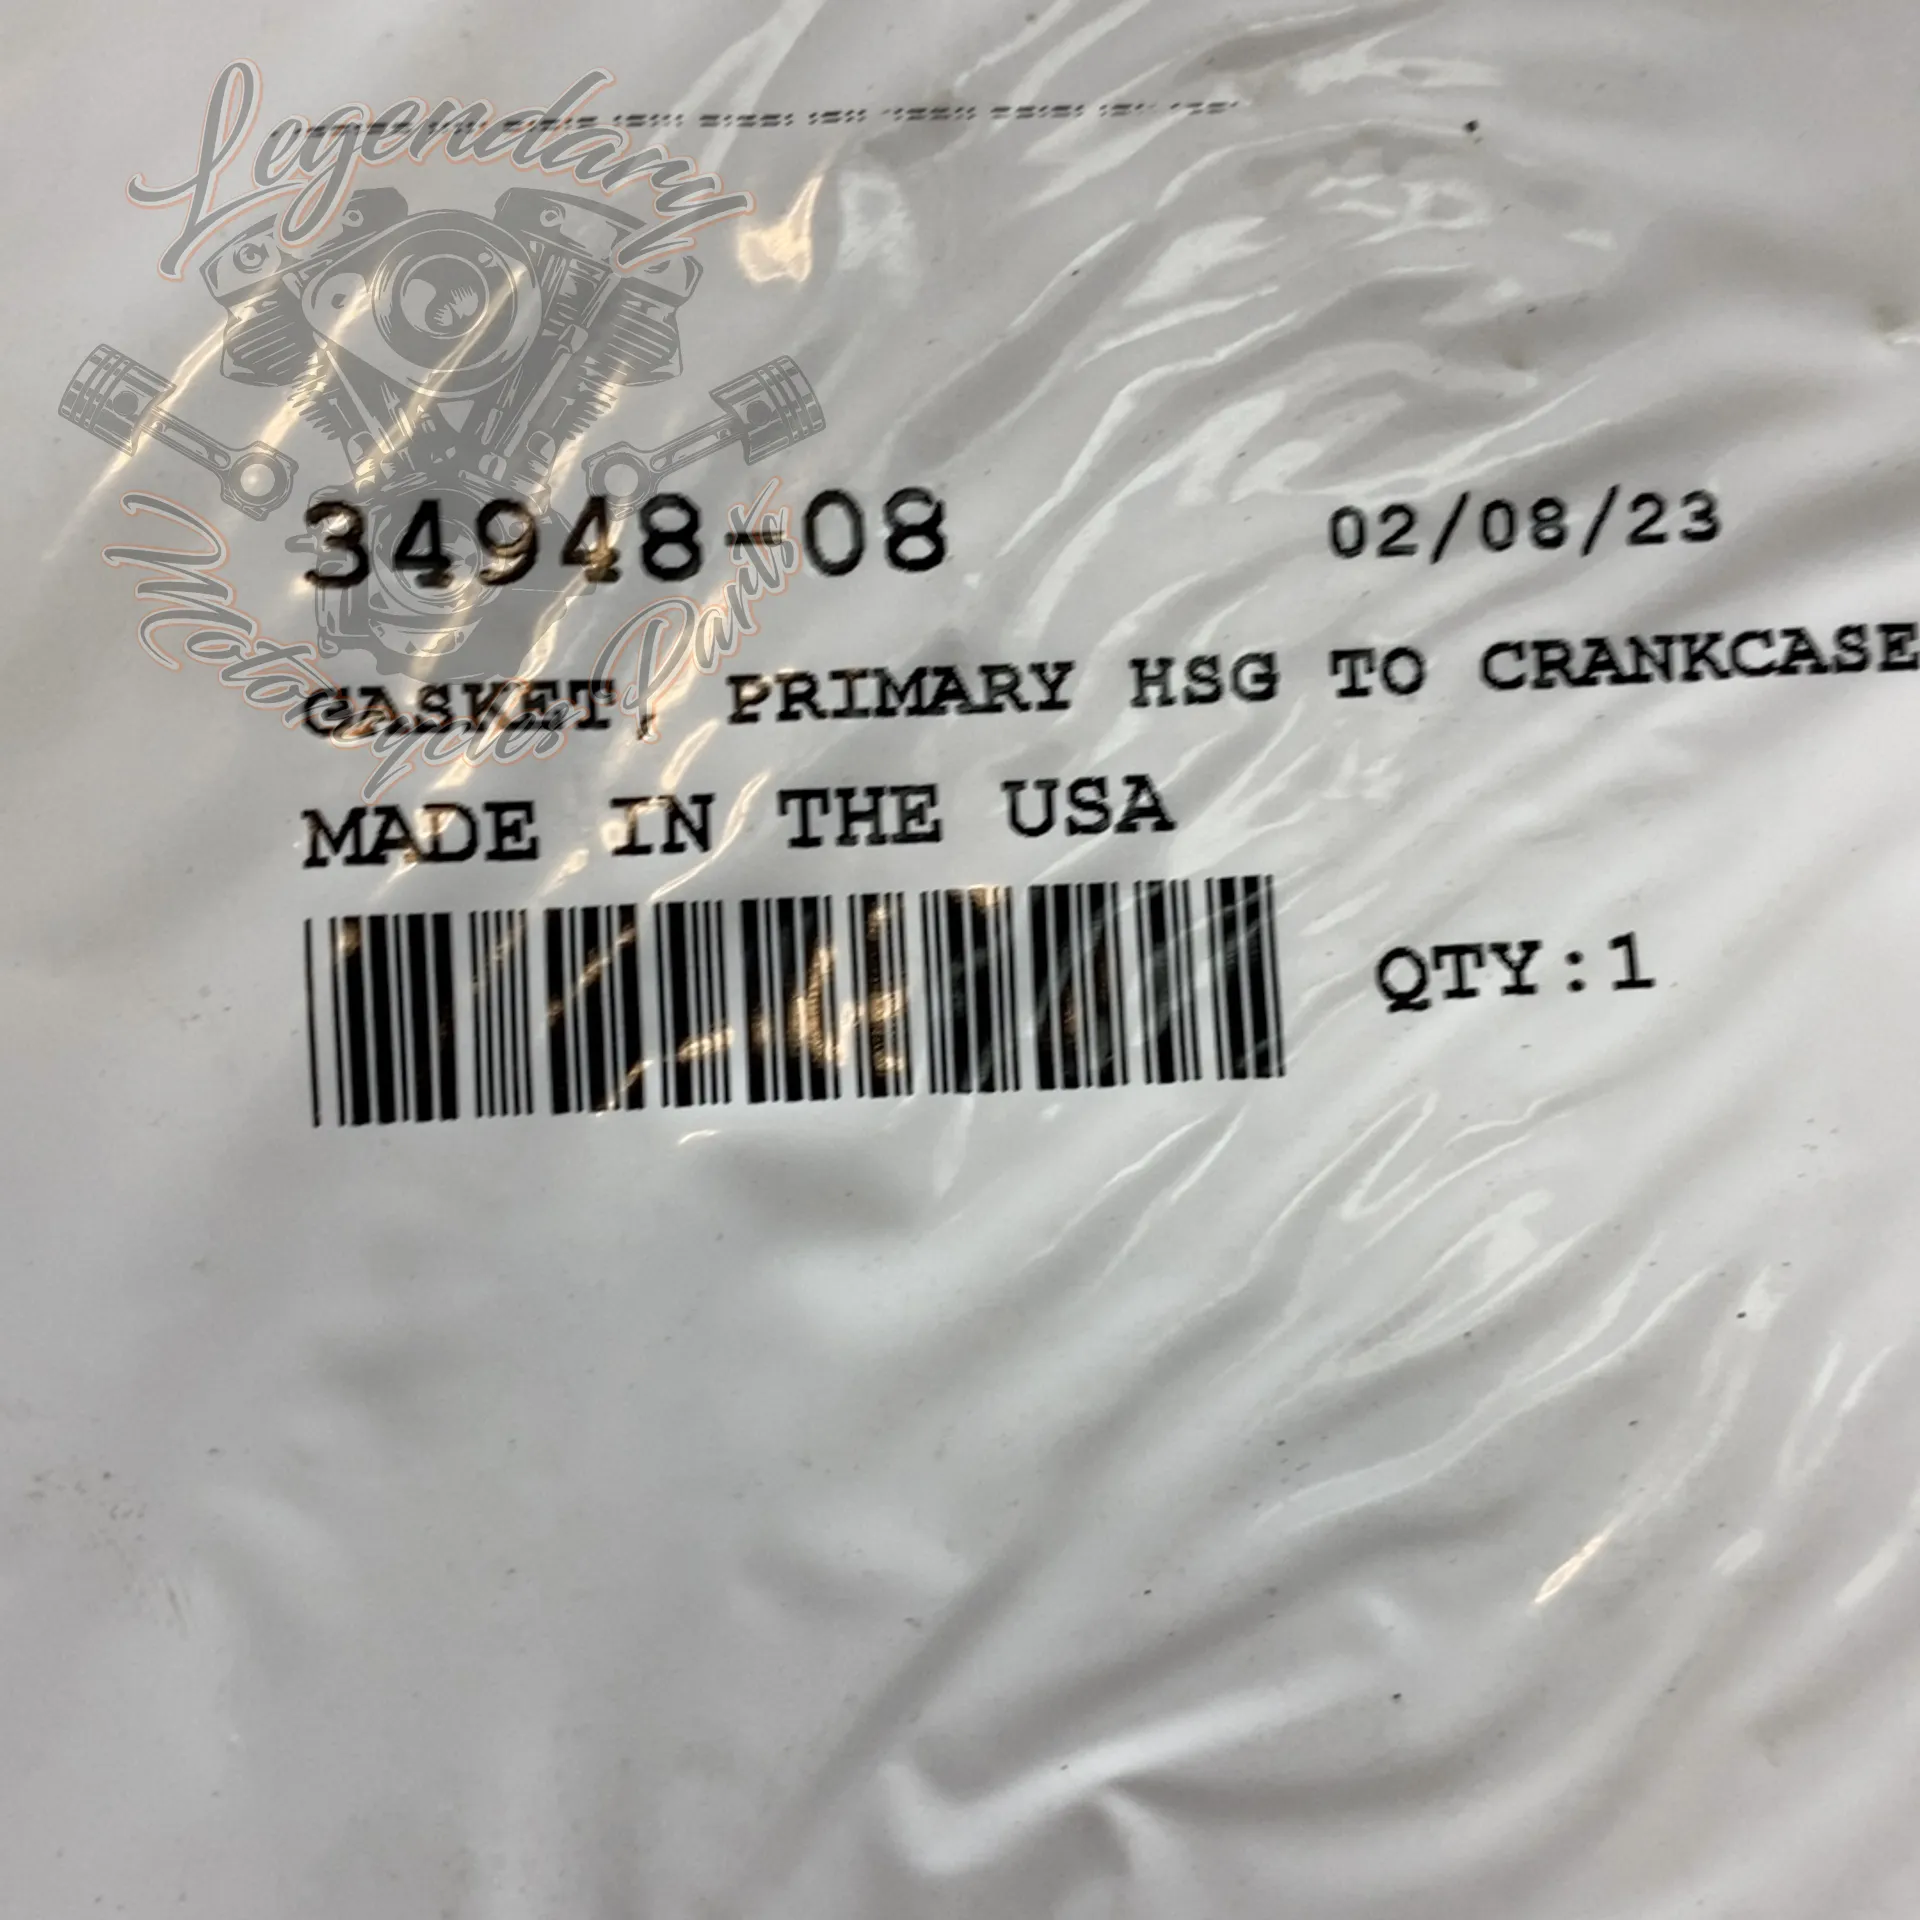 Legendary
34948-08 02/08/23
Motorcycles Parts
GASKET, PRIMARY HSG TO CRANKCASE
MADE IN THE USA
QTY:1